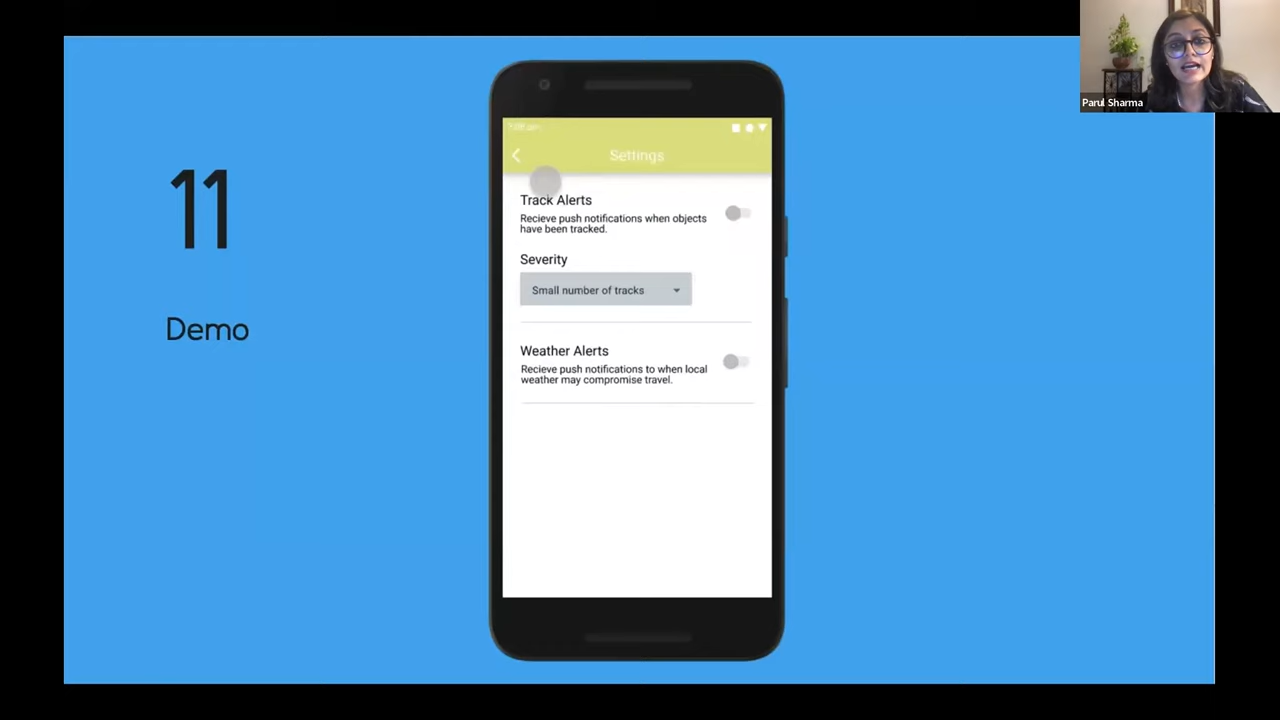 Parul Sharma
11
Demo
Settings
Track Alerts
Recieve push notifications when objects
have been tracked.
Severity
Small number of tracks
Weather Alerts
Recieve push notifications to when local
weather may compromise travel.